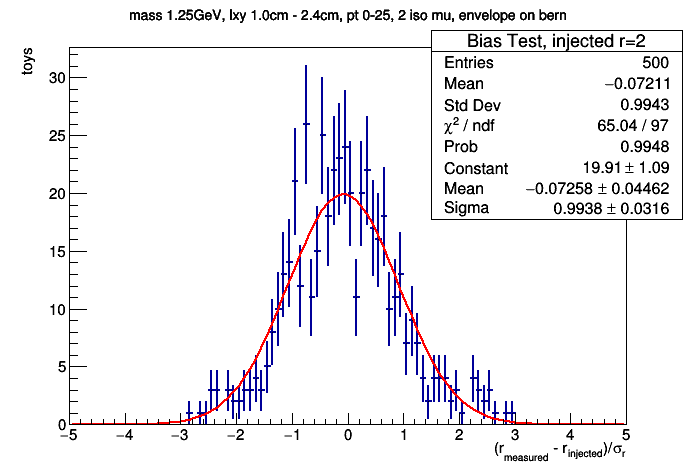 mass 1.25GeV, lxy 1.0cm - 2.4cm, pt 0-25, 2 iso mu, envelope on bern
Bias Test, injected r=2
Entries 500
Mean −0.07211
Std Dev 0.9943
χ² / ndf 65.04 / 97
Prob 0.9948
Constant 19.91 ± 1.09
Mean −0.07258 ± 0.04462
Sigma 0.9938 ± 0.0316
toys
30
25
20
15
10
5
0
−5 −4 −3 −2 −1 0 1 2 3 4 5
(r_measured - r_injected)/σ_r